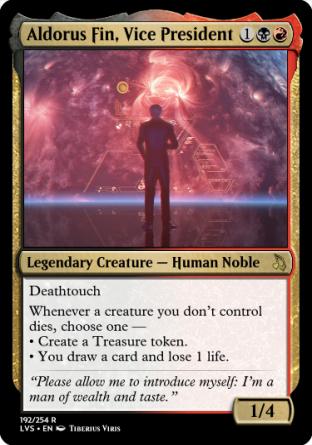 Aldorus Fin, Vice President 1
Legendary Creature — Human Noble
Deathtouch
Whenever a creature you don't control
dies, choose one —
• Create a Treasure token.
• You draw a card and lose 1 life.
“Please allow me to introduce myself: I'm a
man of wealth and taste.”
1/4
192/254 R
LVS • EN Tiberius Viris